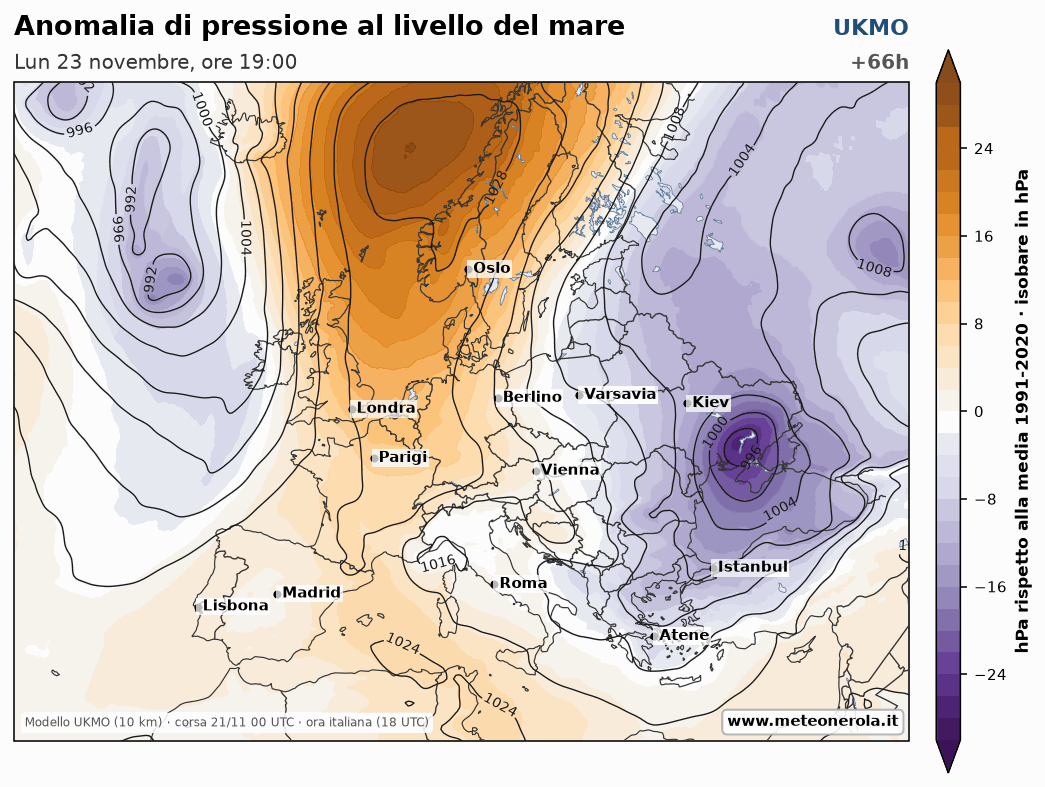 Anomalia di pressione al livello del mare
UKMO
Lun 23 novembre, ore 19:00
+66h
996
1000
1008
1004
992
996
1004
992
1028
1008
Oslo
Londra
Berlino
Varsavia
Kiev
1000
996
Parigi
Vienna
1004
1016
Roma
Istanbul
Madrid
Lisbona
Atene
1024
1024
Modello UKMO (10 km) · corsa 21/11 00 UTC · ora italiana (18 UTC)
www.meteonerola.it
24
16
8
0
−8
−16
−24
hPa rispetto alla media 1991-2020 · isobare in hPa